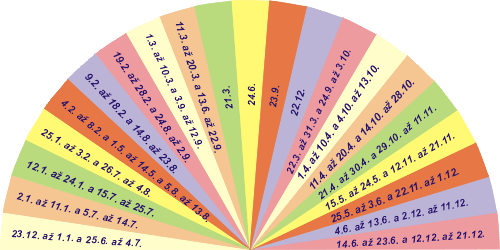 23.12. až 1.1. a 25.6. až 4.7.
2.1. až 11.1. a 5.7. až 14.7.
12.1. až 24.1. a 15.7. až 25.7.
25.1. až 3.2. a 26.7. až 4.8.
4.2. až 8.2. a 1.5. až 14.5. a 5.8. až 13.8.
9.2. až 18.2. a 14.8. až 23.8.
19.2. až 28.2. a 24.8. až 2.9.
1.3. až 10.3. a 3.9. až 12.9.
11.3. až 20.3. a 13.6. až 22.9.
21.3.
24.6.
23.9.
22.12.
22.3. až 31.3. a 24.9. až 3.10.
1.4. až 10.4. a 4.10. až 13.10.
11.4. až 20.4. a 14.10. až 28.10.
21.4. až 30.4. a 29.10. až 11.11.
15.5. až 24.5. a 12.11. až 21.11.
25.5. až 3.6. a 22.11. až 1.12.
4.6. až 13.6. a 2.12. až 11.12.
14.6. až 23.6. a 12.12. až 21.12.